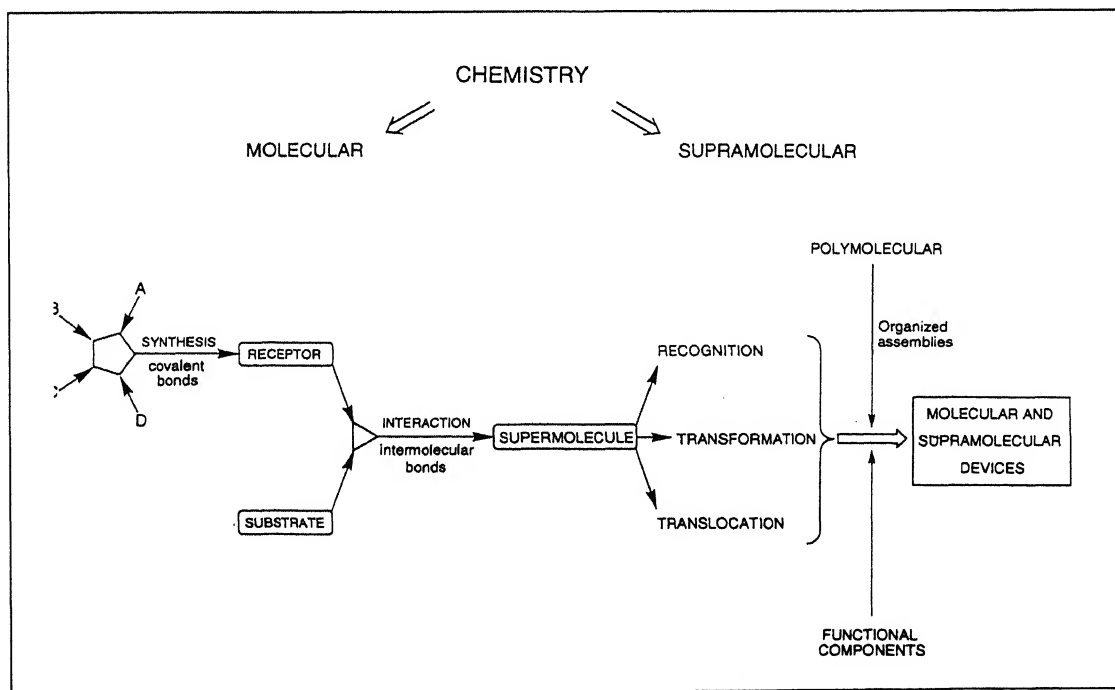 CHEMISTRY
MOLECULAR
SUPRAMOLECULAR
POLYMOLECULAR
A
B
SYNTHESIS
covalent
bonds
C
D
RECEPTOR
SUBSTRATE
INTERACTION
intermolecular
bonds
SUPERMOLECULE
RECOGNITION
TRANSFORMATION
TRANSLOCATION
Organized
assemblies
MOLECULAR AND
SUPRAMOLECULAR
DEVICES
FUNCTIONAL
COMPONENTS